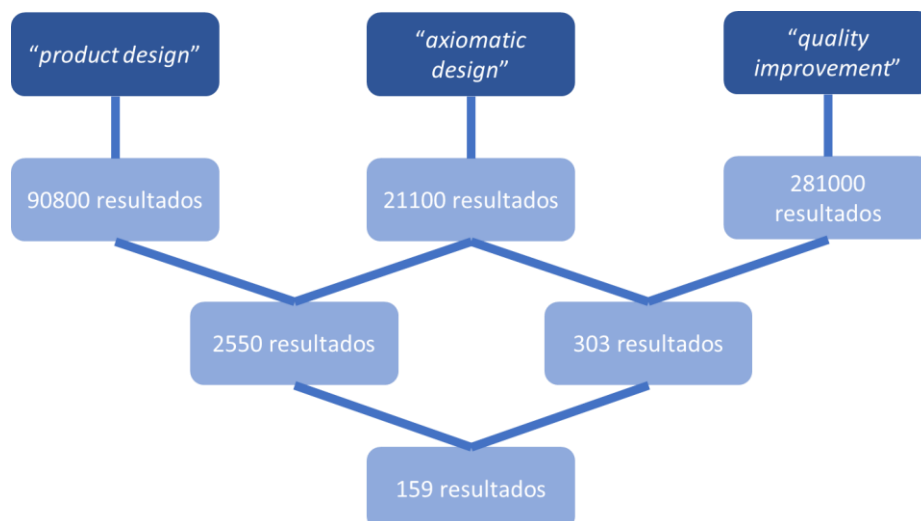 “product design”
“axiomatic
design”
“quality
improvement”
90800 resultados
21100 resultados
281000
resultados
2550 resultados
303 resultados
159 resultados